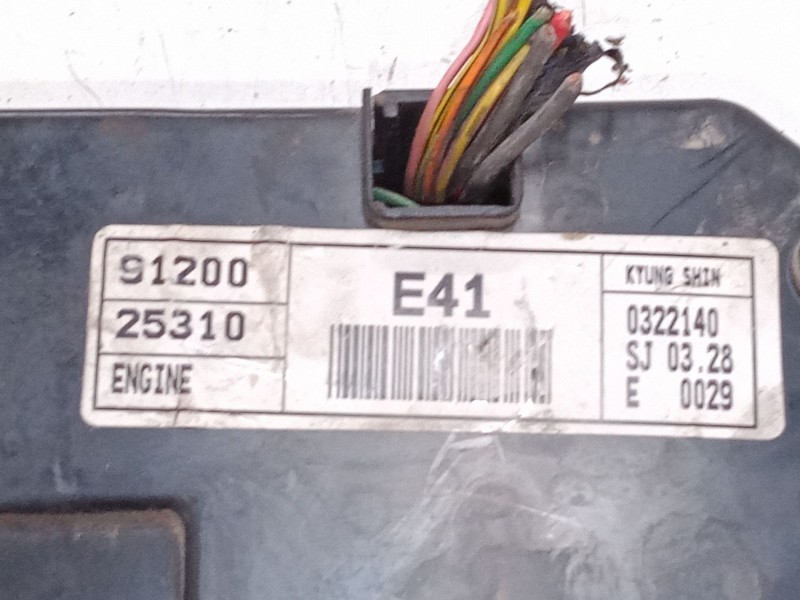 91200
25310
ENGINE
E41
KYUNG SHIN
0322140
SJ 03.28
E 0029